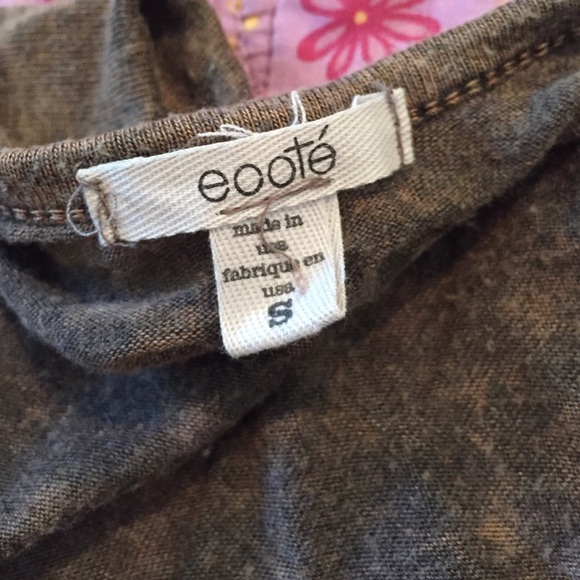 ecoté
made in
usa
fabriqué en
usa
S